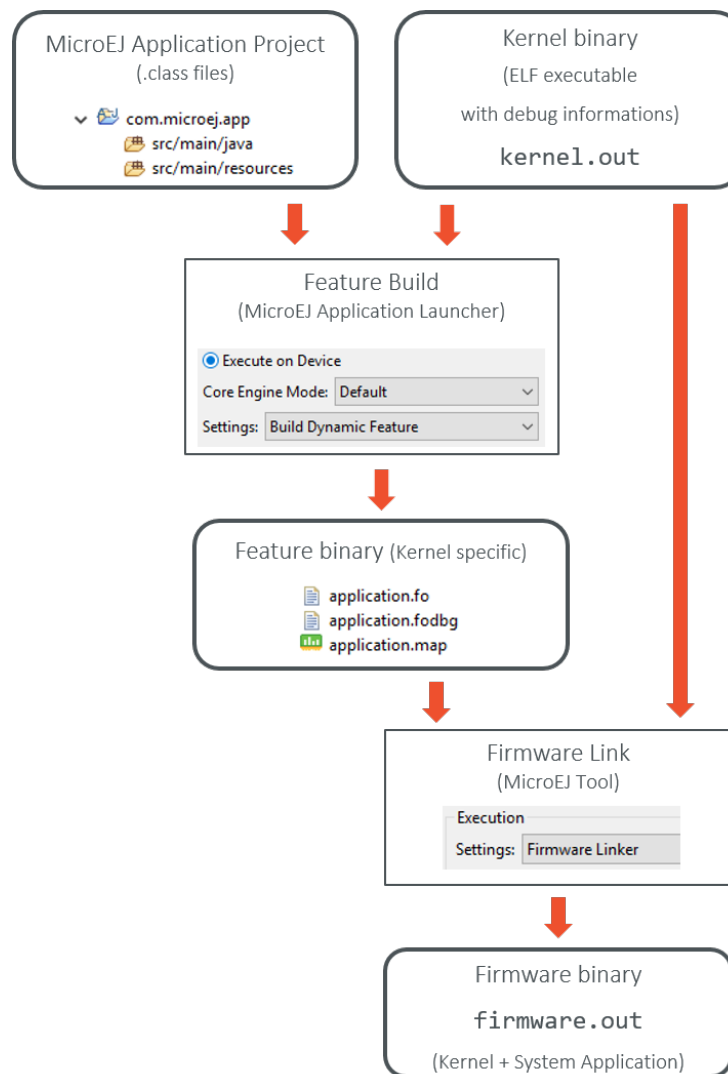 MicroEJ Application Project
(.class files)
com.microej.app
src/main/java
src/main/resources
Kernel binary
(ELF executable
with debug informations)
kernel.out
Feature Build
(MicroEJ Application Launcher)
Execute on Device
Core Engine Mode: Default
Settings: Build Dynamic Feature
Feature binary (Kernel specific)
application.fo
application.fodbg
application.map
Firmware Link
(MicroEJ Tool)
Execution
Settings: Firmware Linker
Firmware binary
firmware.out
(Kernel + System Application)